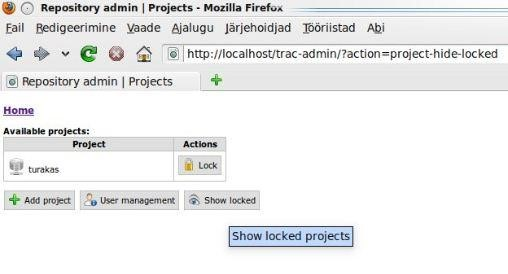 Repository admin | Projects - Mozilla Firefox
Fail Redigeerimine Vaade Ajalugu Järjehoidjad Tööriistad Abi
http://localhost/trac-admin/?action=project-hide-locked
Repository admin | Projects
Home
Available projects:
Project Actions
turakas Lock
Add project User management Show locked
Show locked projects